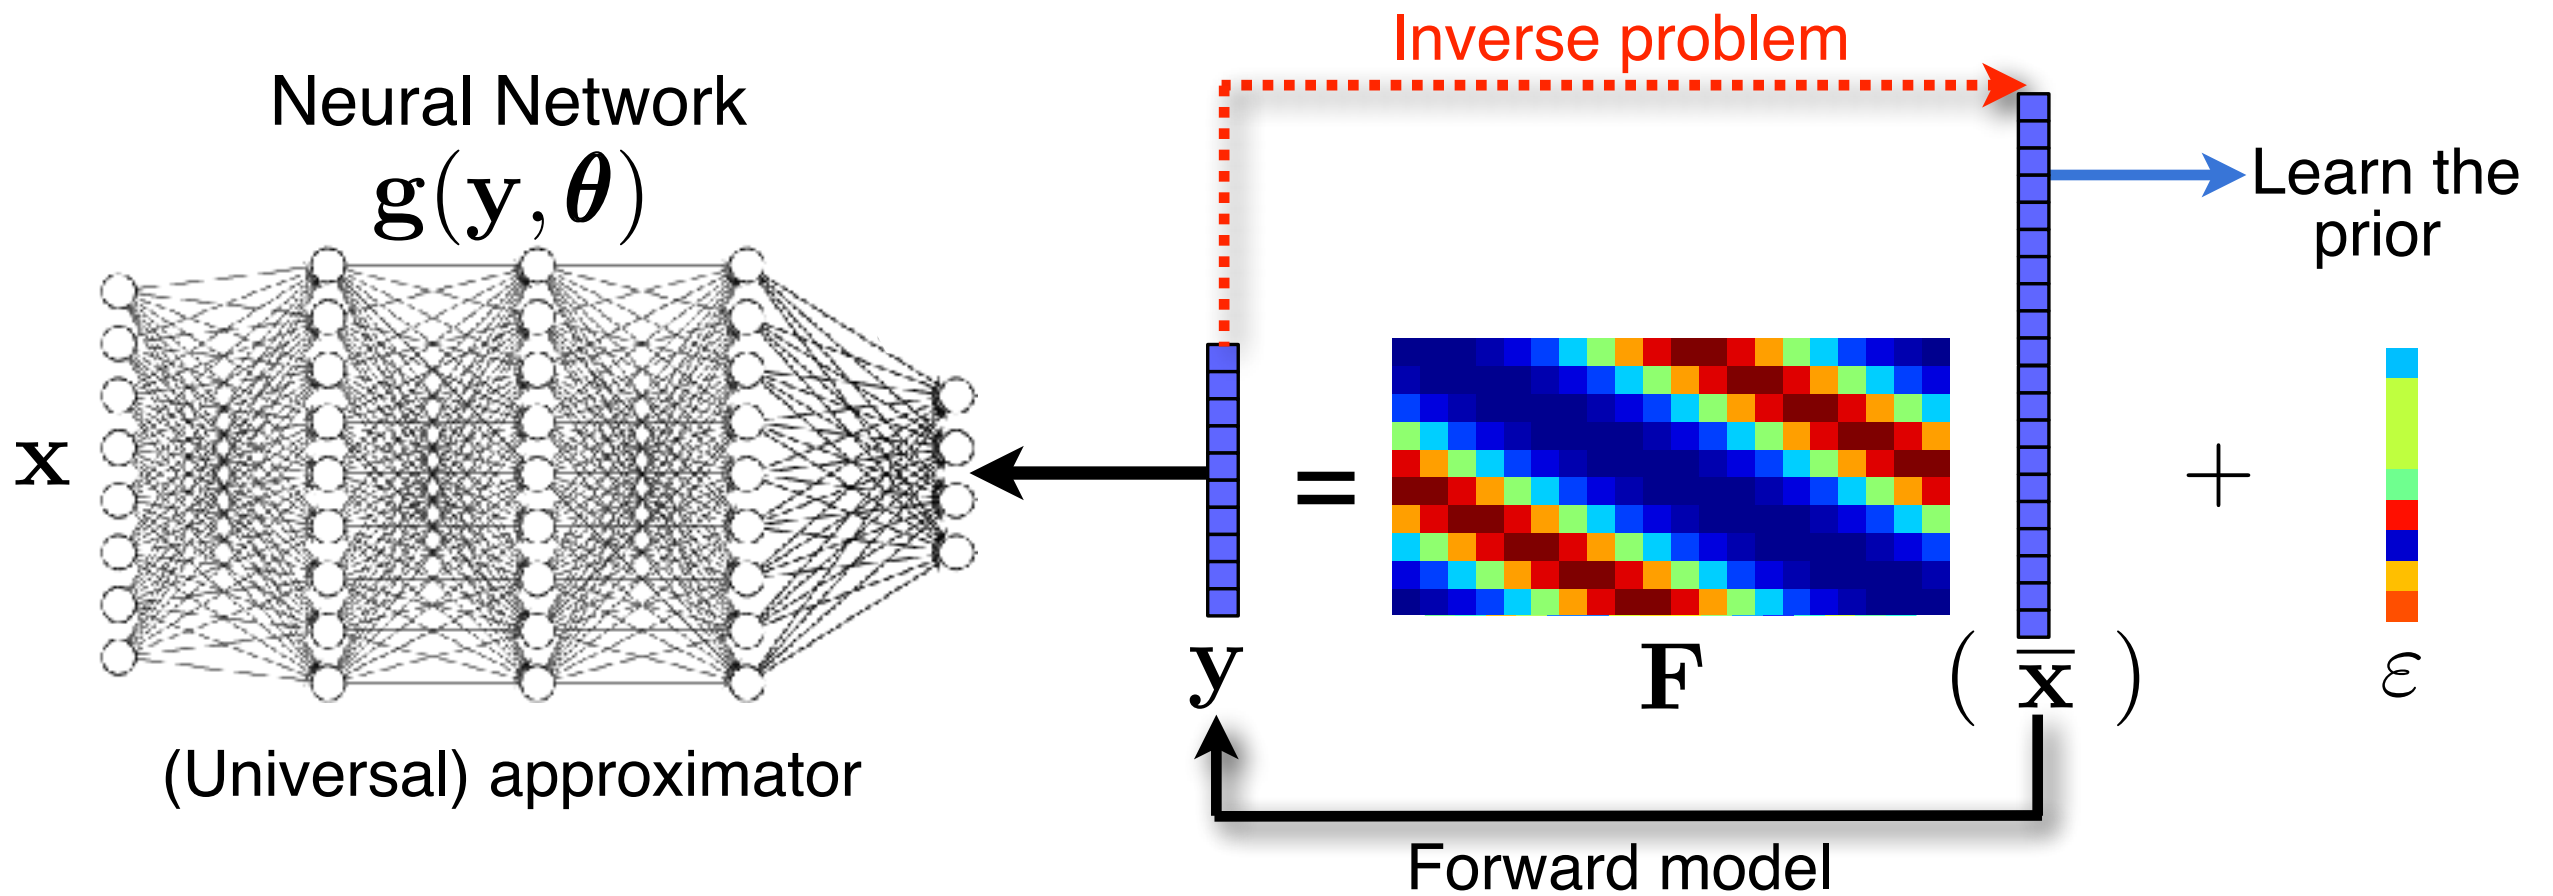 Inverse problem
Neural Network
g(y, θ)
Learn the
prior
x
=
+
y
F
( x̅ )
ε
(Universal) approximator
Forward model